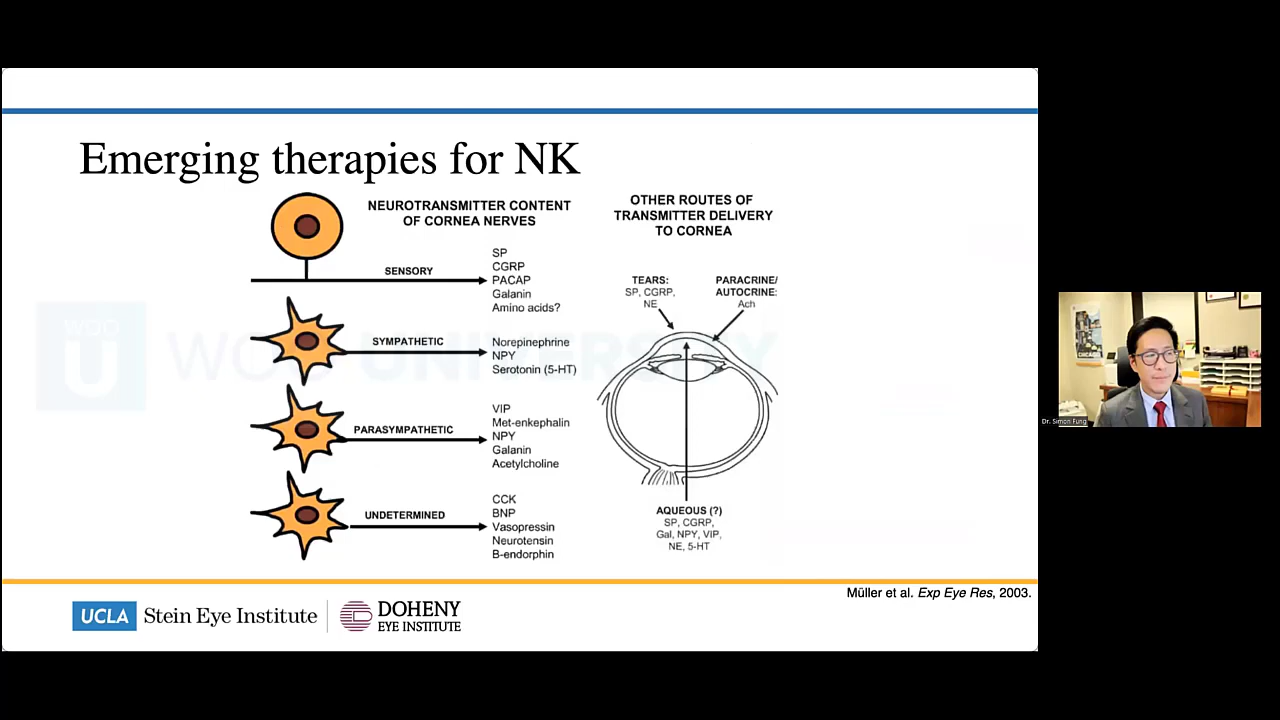 Emerging therapies for NK
NEUROTRANSMITTER CONTENT
OF CORNEA NERVES
SENSORY
SP
CGRP
PACAP
Galanin
Amino acids?
SYMPATHETIC
Norepinephrine
NPY
Serotonin (5-HT)
PARASYMPATHETIC
VIP
Met-enkephalin
NPY
Galanin
Acetylcholine
UNDETERMINED
CCK
BNP
Vasopressin
Neurotensin
B-endorphin
OTHER ROUTES OF
TRANSMITTER DELIVERY
TO CORNEA
TEARS:
SP, CGRP,
NE
PARACRINE/
AUTOCRINE:
Ach
AQUEOUS (?)
SP, CGRP,
Gal, NPY, VIP,
NE, 5-HT
WOO
U
WOO UNIVERSITY
Müller et al. Exp Eye Res, 2003.
UCLA Stein Eye Institute
DOHENY
EYE INSTITUTE
Dr. Simon Fung